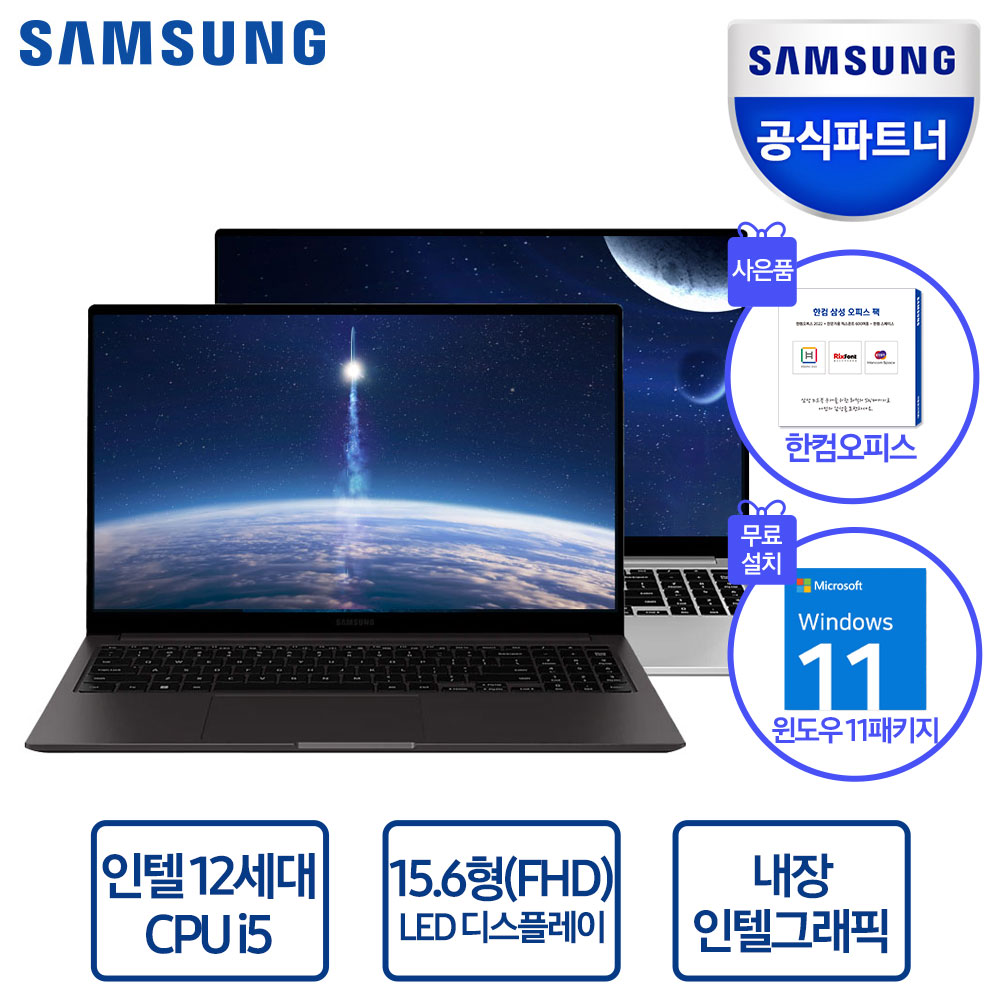 SAMSUNG
SAMSUNG
공식파트너
사은품
한컴 삼성 오피스 팩
RixFont
한컴오피스
SAMSUNG
무료
설치
Microsoft
Windows
11
윈도우 11패키지
인텔 12세대
CPU i5
15.6형(FHD)
LED 디스플레이
내장
인텔그래픽